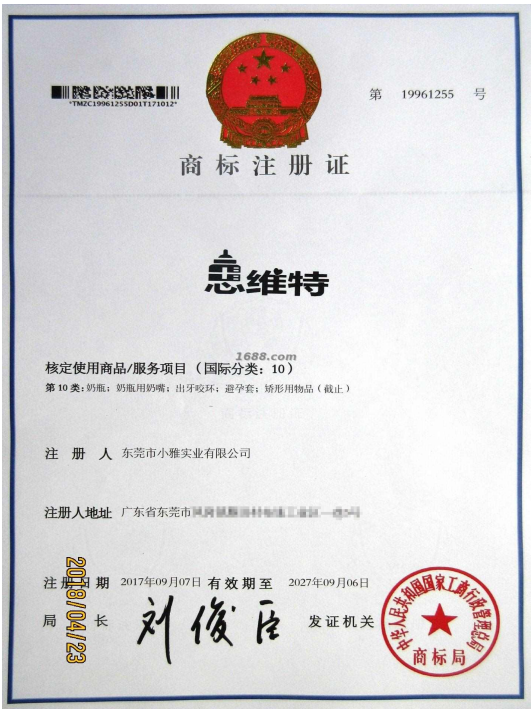 *TMZC19961255D01T171012*
第 19961255 号
商标注册证
思维特
1688.com
核定使用商品/服务项目（国际分类：10）
第10类：奶瓶；奶瓶用奶嘴；出牙咬环；避孕套；矫形用物品（截止）
注册人 东莞市小雅实业有限公司
注册人地址 广东省东莞市
注册日期 2017年09月07日 有效期至 2027年09月06日
局长 刘俊臣 发证机关
中华人民共和国国家工商行政管理总局
商标局
2018/04/23